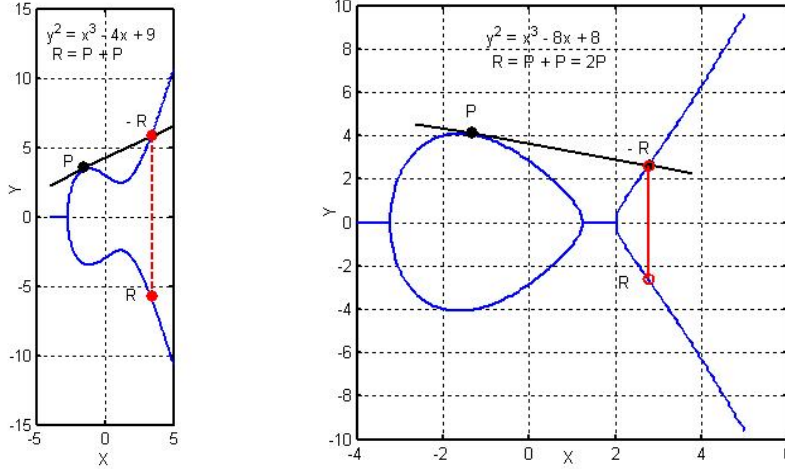 y² = x³ - 4x + 9
R = P + P
- R
P
R
15
10
5
0
-5
-10
-15
-5
0
5
Y
X
y² = x³ - 8x + 8
R = P + P = 2P
P
- R
R
10
8
6
4
2
0
-2
-4
-6
-8
-10
-4
-2
0
2
4
6
Y
X